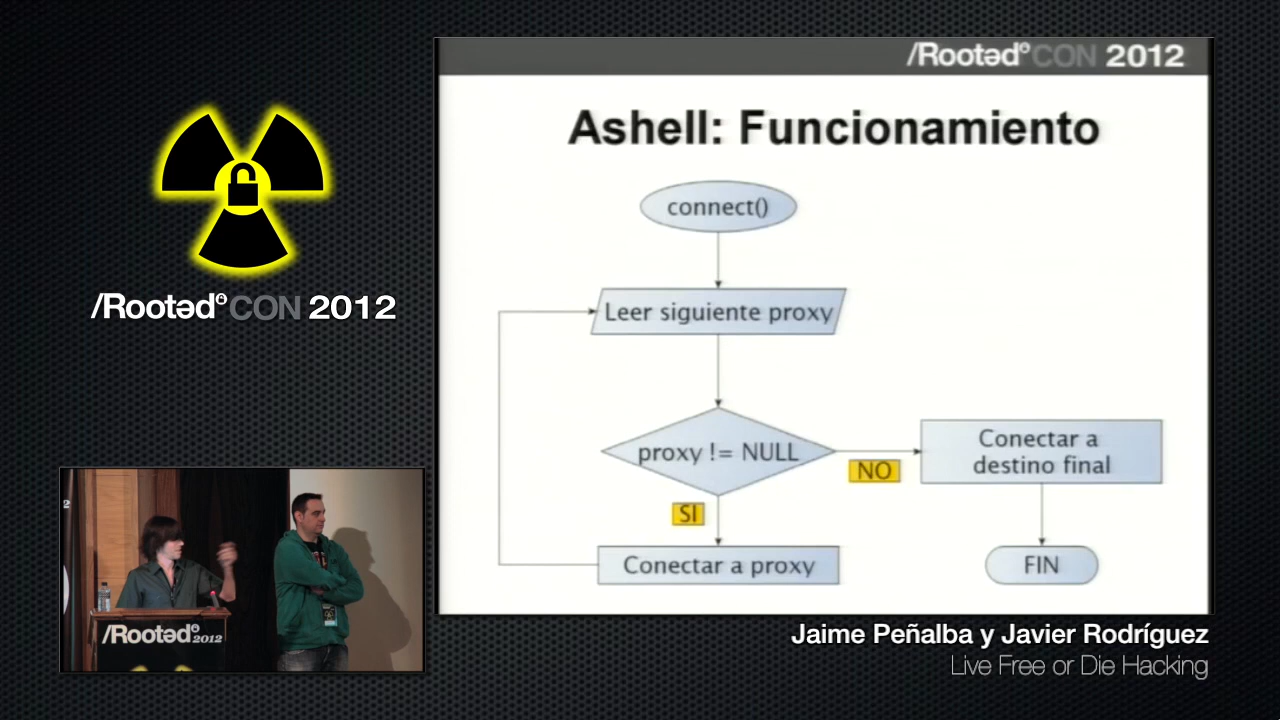 /Rootəd CON 2012
Ashell: Funcionamiento
connect()
Leer siguiente proxy
proxy != NULL
NO
Conectar a
destino final
SI
Conectar a proxy
FIN
/Rootəd CON 2012
/Rootəd 2012
Jaime Peñalba y Javier Rodríguez
Live Free or Die Hacking